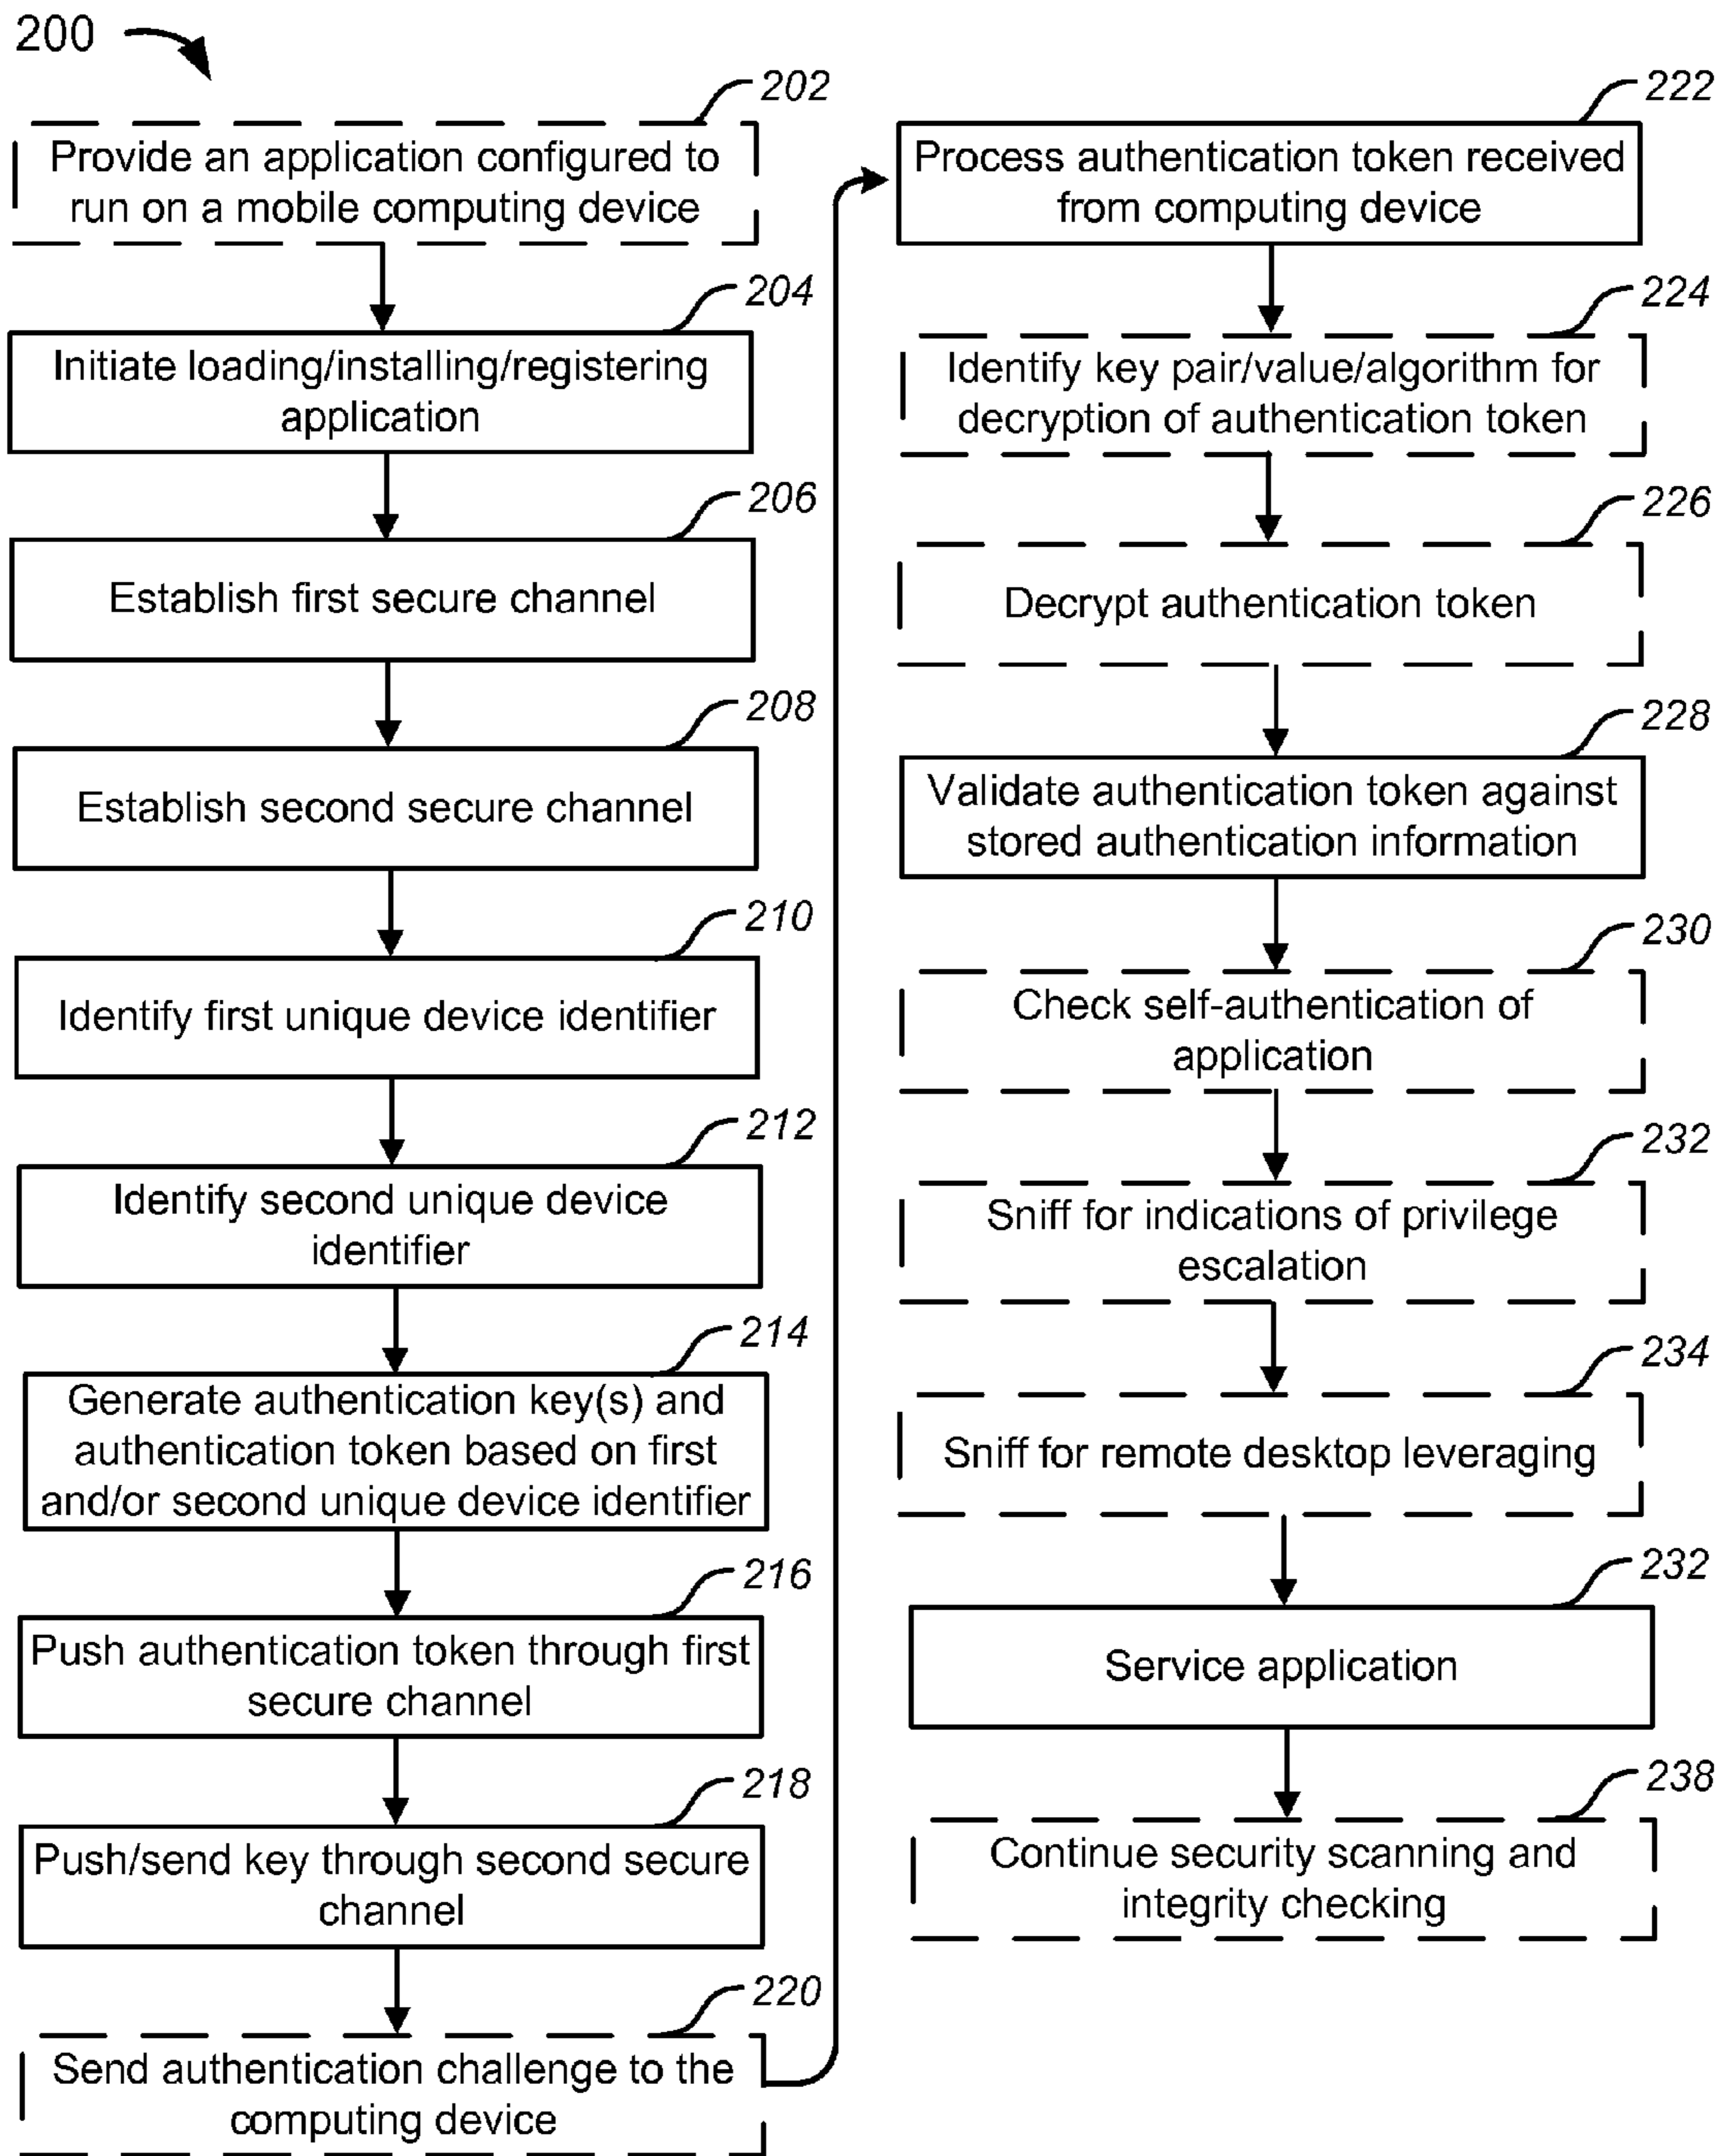 200
202
Provide an application configured to
run on a mobile computing device
204
Initiate loading/installing/registering
application
206
Establish first secure channel
208
Establish second secure channel
210
Identify first unique device identifier
212
Identify second unique device
identifier
214
Generate authentication key(s) and
authentication token based on first
and/or second unique device identifier
216
Push authentication token through first
secure channel
218
Push/send key through second secure
channel
220
Send authentication challenge to the
computing device
222
Process authentication token received
from computing device
224
Identify key pair/value/algorithm for
decryption of authentication token
226
Decrypt authentication token
228
Validate authentication token against
stored authentication information
230
Check self-authentication of
application
232
Sniff for indications of privilege
escalation
234
Sniff for remote desktop leveraging
232
Service application
238
Continue security scanning and
integrity checking